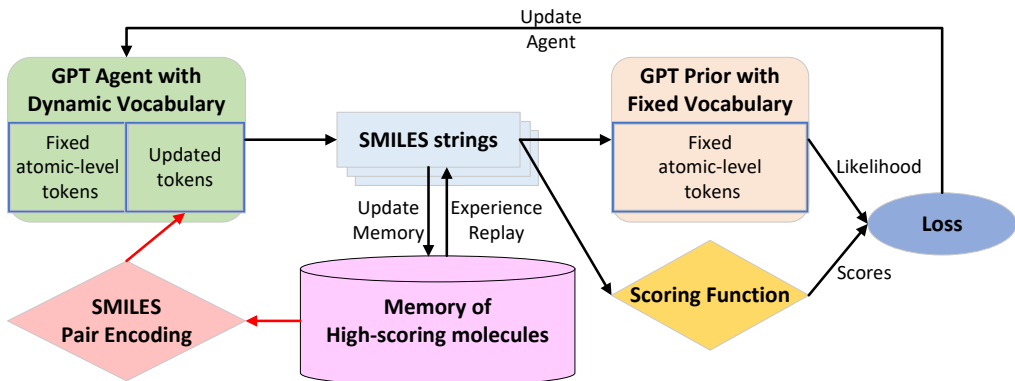 Update
Agent
GPT Agent with
Dynamic Vocabulary
Fixed
atomic-level
tokens
Updated
tokens
SMILES strings
GPT Prior with
Fixed Vocabulary
Fixed
atomic-level
tokens
Likelihood
Loss
Update
Memory
Experience
Replay
Scores
SMILES
Pair Encoding
Memory of
High-scoring molecules
Scoring Function